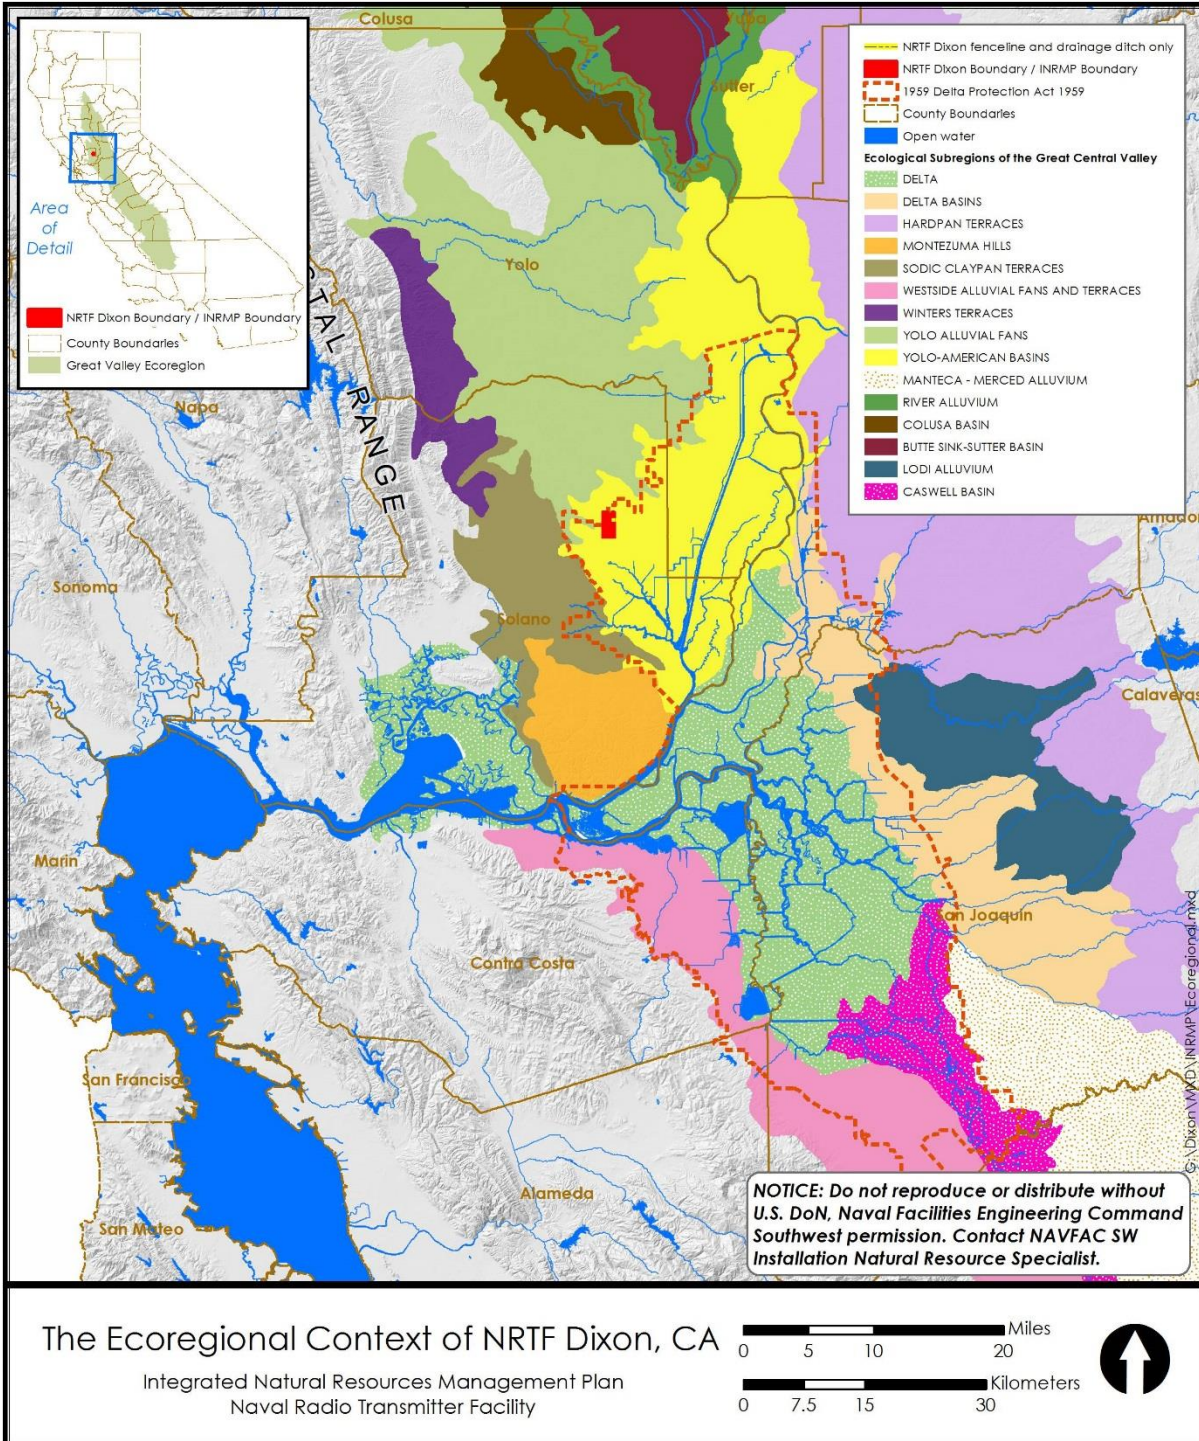 Colusa
Yuba
Sutter
Area
of
Detail
NRTF Dixon Boundary / INRMP Boundary
County Boundaries
Great Valley Ecoregion
NRTF Dixon fenceline and drainage ditch only
NRTF Dixon Boundary / INRMP Boundary
1959 Delta Protection Act 1959
County Boundaries
Open water
Ecological Subregions of the Great Central Valley
DELTA
DELTA BASINS
HARDPAN TERRACES
MONTEZUMA HILLS
SODIC CLAYPAN TERRACES
WESTSIDE ALLUVIAL FANS AND TERRACES
WINTERS TERRACES
YOLO ALLUVIAL FANS
YOLO-AMERICAN BASINS
MANTECA - MERCED ALLUVIUM
RIVER ALLUVIUM
COLUSA BASIN
BUTTE SINK-SUTTER BASIN
LODI ALLUVIUM
CASWELL BASIN
Yolo
STAL RANGE
Napa
Amador
Sonoma
Solano
Calaveras
Marin
San Joaquin
Contra Costa
San Francisco
Alameda
San Mateo
G:\Dixon\MXD\INRMP\Ecoregional.mxd
NOTICE: Do not reproduce or distribute without
U.S. DoN, Naval Facilities Engineering Command
Southwest permission. Contact NAVFAC SW
Installation Natural Resource Specialist.
The Ecoregional Context of NRTF Dixon, CA
Integrated Natural Resources Management Plan
Naval Radio Transmitter Facility
Miles
0 5 10 20
Kilometers
0 7.5 15 30